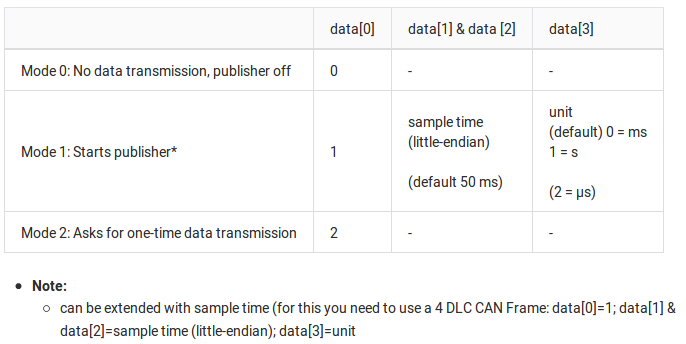 data[0] data[1] & data [2] data[3]
Mode 0: No data transmission, publisher off 0 - -
Mode 1: Starts publisher* 1
sample time
(little-endian)
(default 50 ms)
unit
(default) 0 = ms
1 = s
(2 = μs)
Mode 2: Asks for one-time data transmission 2 - -
Note:
can be extended with sample time (for this you need to use a 4 DLC CAN Frame: data[0]=1; data[1] &
data[2]=sample time (little-endian); data[3]=unit